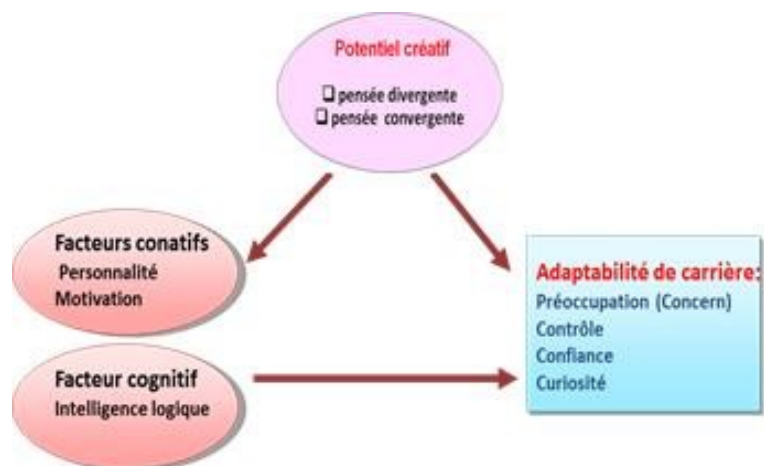 Potentiel créatif
❑ pensée divergente
❑ pensée convergente
Facteurs conatifs
Personnalité
Motivation
Facteur cognitif
Intelligence logique
Adaptabilité de carrière:
Préoccupation (Concern)
Contrôle
Confiance
Curiosité